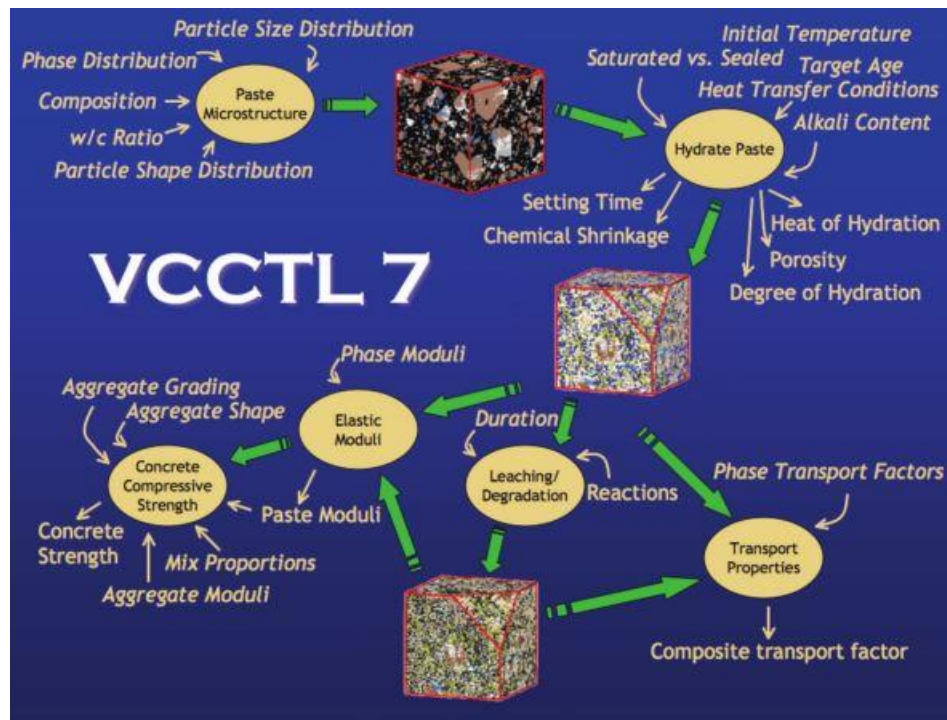 Particle Size Distribution
Phase Distribution
Composition
w/c Ratio
Particle Shape Distribution
Paste
Microstructure
Initial Temperature
Saturated vs. Sealed
Target Age
Heat Transfer Conditions
Alkali Content
Hydrate Paste
Setting Time
Chemical Shrinkage
Heat of Hydration
Porosity
Degree of Hydration
VCCTL 7
Phase Moduli
Aggregate Grading
Aggregate Shape
Elastic
Moduli
Duration
Concrete
Compressive
Strength
Leaching/
Degradation
Reactions
Phase Transport Factors
Paste Moduli
Concrete
Strength
Mix Proportions
Aggregate Moduli
Transport
Properties
Composite transport factor